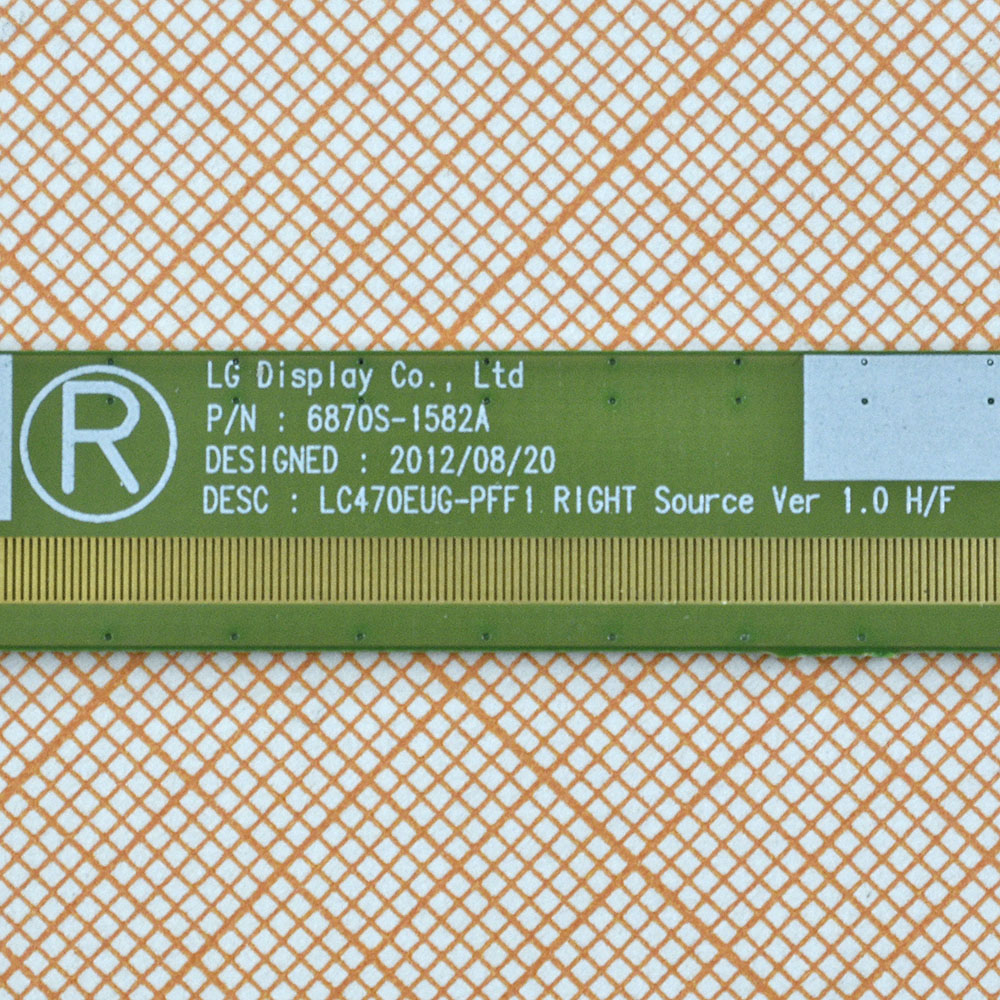 R
LG Display Co., Ltd
P/N : 6870S-1582A
DESIGNED : 2012/08/20
DESC : LC470EUG-PFF1 RIGHT Source Ver 1.0 H/F